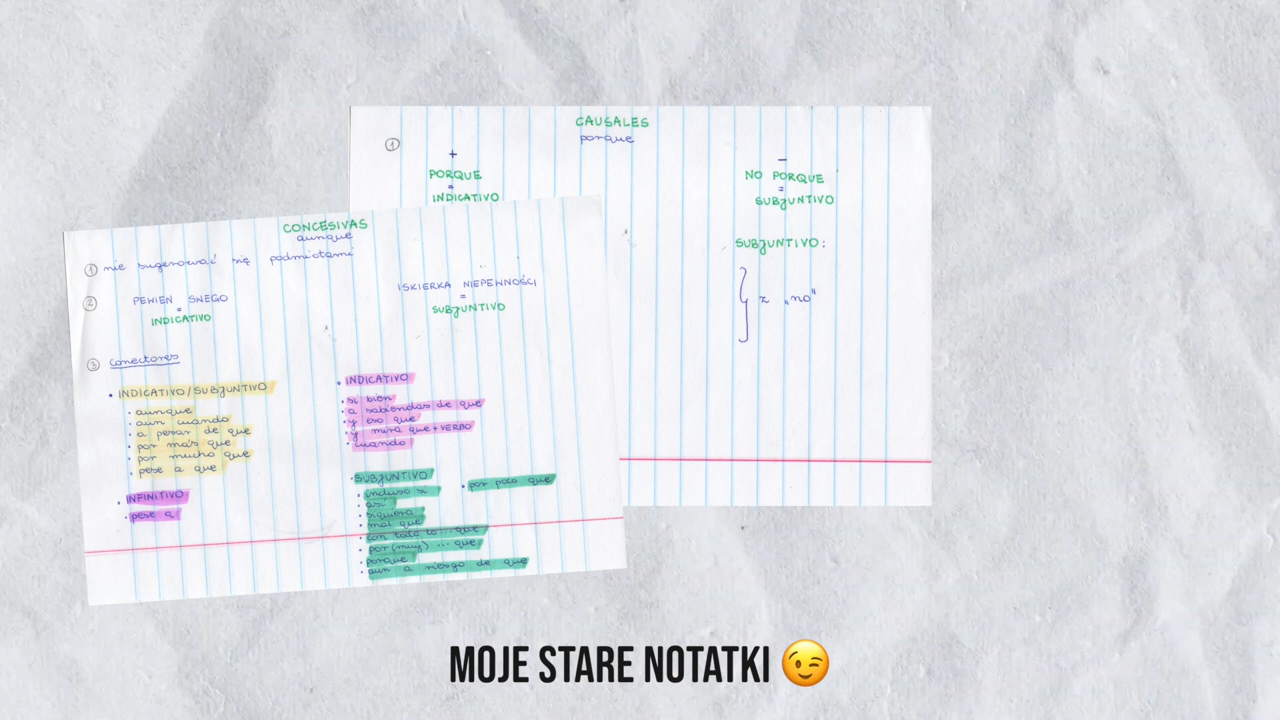 CAUSALES
porque
①
+
PORQUE
=
INDICATIVO
–
NO PORQUE
=
SUBJUNTIVO
SUBJUNTIVO:
z „no"
CONCESIVAS
aunque
① nie sugerować się podmiotami
②
PEWIEN SWEGO
=
INDICATIVO
ISKIERKA NIEPEWNOŚCI
=
SUBJUNTIVO
③ Conectores
• INDICATIVO/SUBJUNTIVO
• aunque
• aun cuando
• a pesar de que
• por más que
• por mucho que
• pese a que
• INFINITIVO
• pese a
• INDICATIVO
• si bien
• a sabiendas de que
• y eso que
• y mira que + VERBO
• cuando
• SUBJUNTIVO
• incluso si
• así
• siquiera
• mal que
• con todo lo ... que
• por (muy) ... que
• porque
• aun a riesgo de que
• por poco que
MOJE STARE NOTATKI 😉